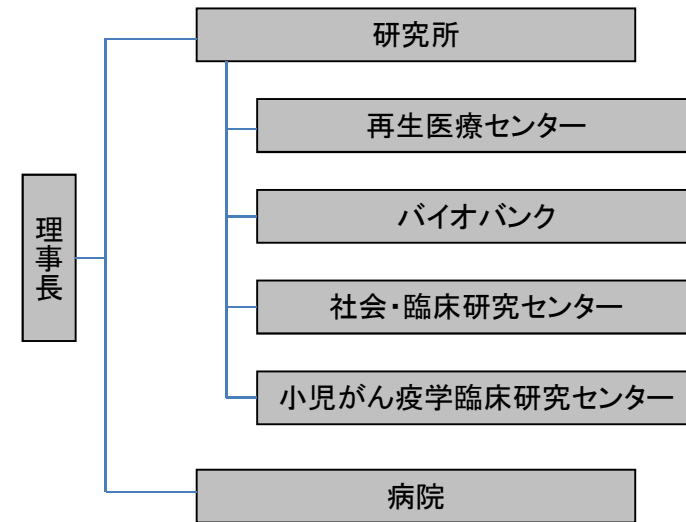 研究所
再生医療センター
バイオバンク
理事長
社会・臨床研究センター
小児がん疫学臨床研究センター
病院